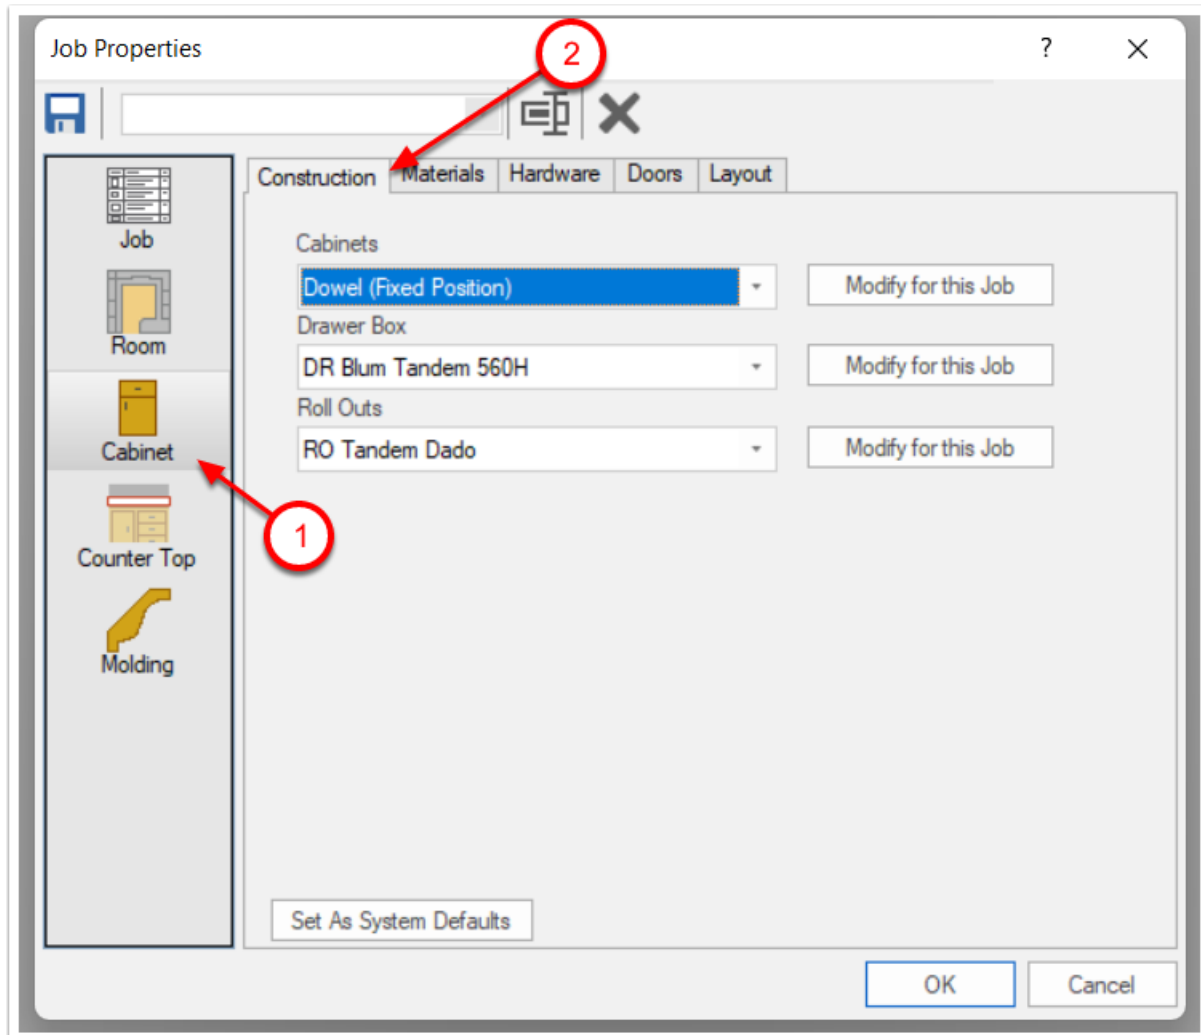 Job Properties
?
2
Construction Materials Hardware Doors Layout
Job
Room
Cabinet
Counter Top
Molding
1
Cabinets
Dowel (Fixed Position) Modify for this Job
Drawer Box
DR Blum Tandem 560H Modify for this Job
Roll Outs
RO Tandem Dado Modify for this Job
Set As System Defaults
OK Cancel